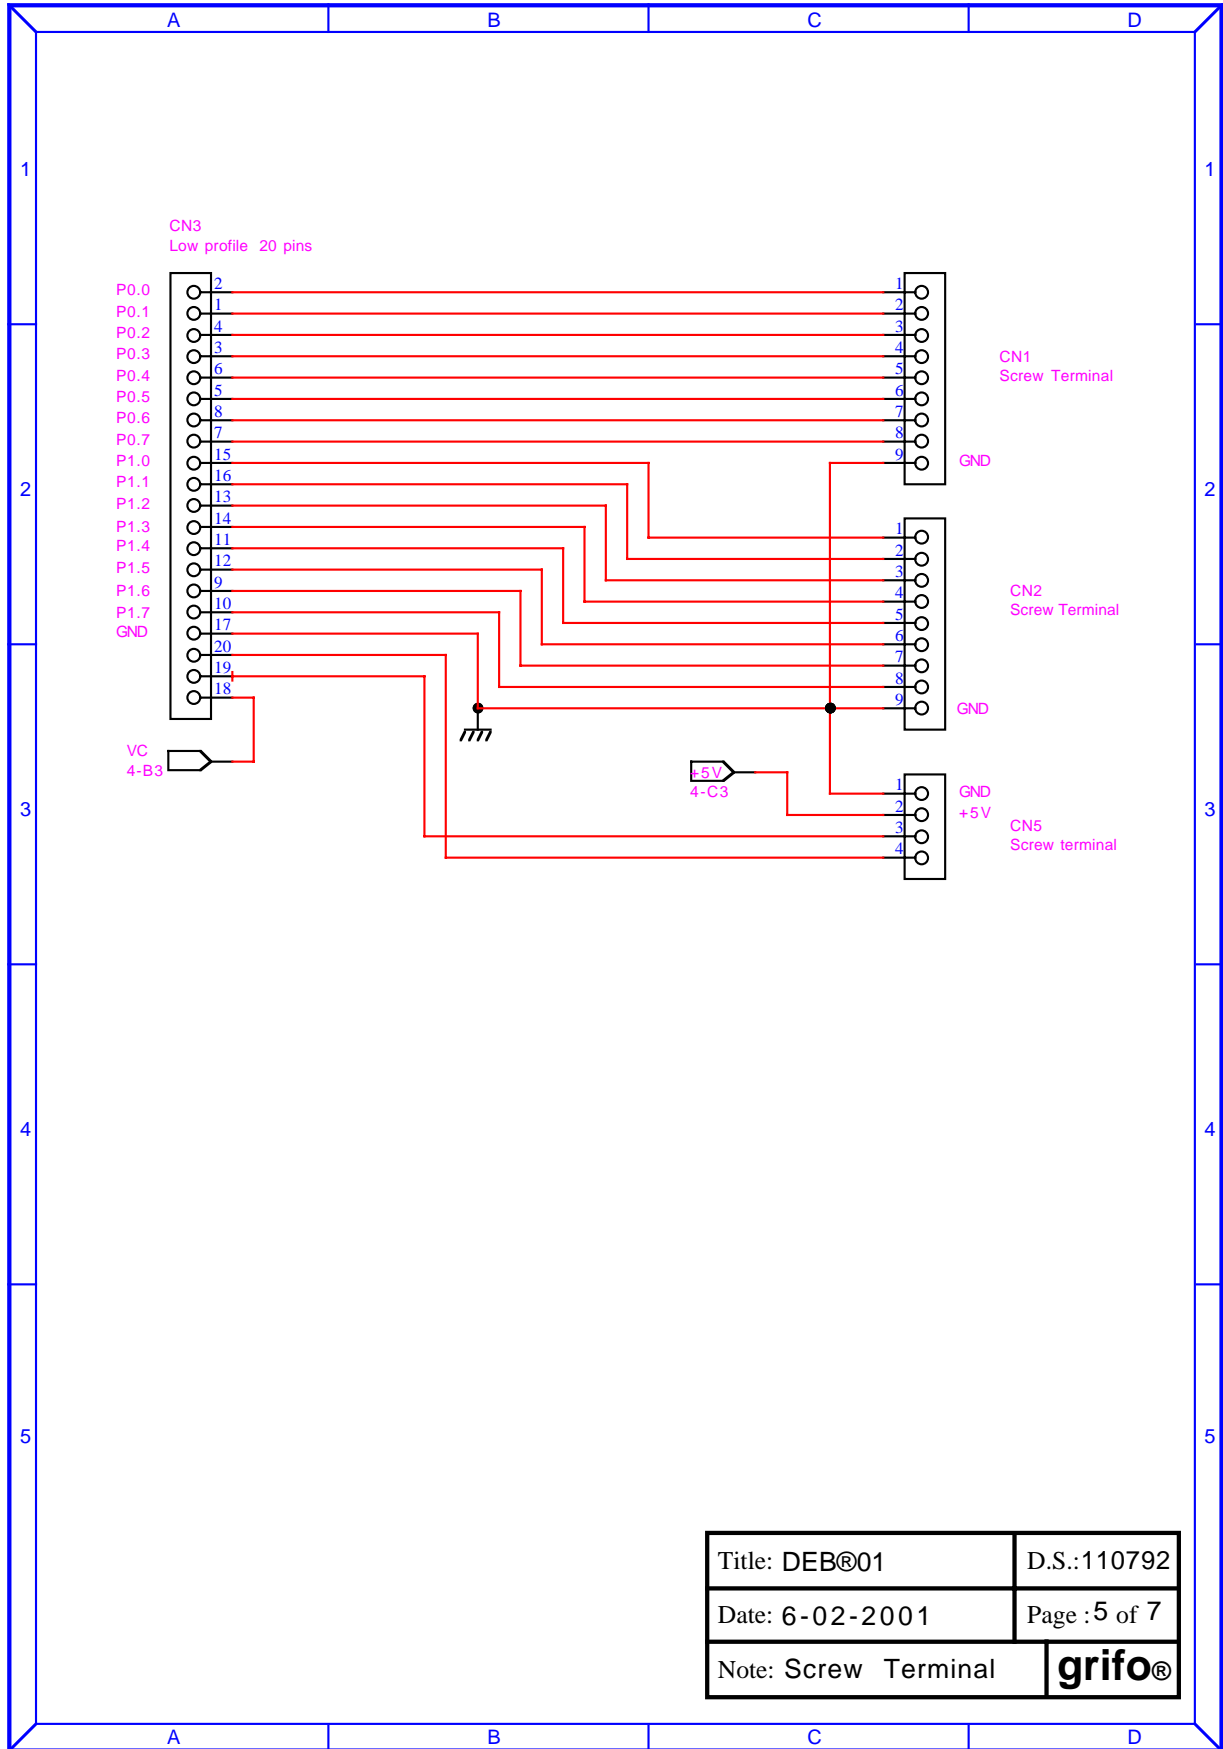 A B C D
1 1
CN3
Low profile 20 pins
P0.0 2 1
P0.1 1 2
P0.2 4 3
P0.3 3 4
CN1
P0.4 6 5
Screw Terminal
P0.5 5 6
P0.6 8 7
P0.7 7 8
P1.0 15 9 GND
P1.1 16
2 2
P1.2 13
P1.3 14 1
P1.4 11 2
P1.5 12 3
P1.6 9 4
CN2
Screw Terminal
P1.7 10 5
GND 17 6
20 7
19 8
18 9 GND
VC
4-B3
+5V
4-C3
1 GND
2 +5V
3 3
CN5
3
Screw terminal
4
4 4
5 5
Title: DEB®01 D.S.:110792
Date: 6-02-2001 Page : 5 of 7
Note: Screw Terminal grifo®
A B C D